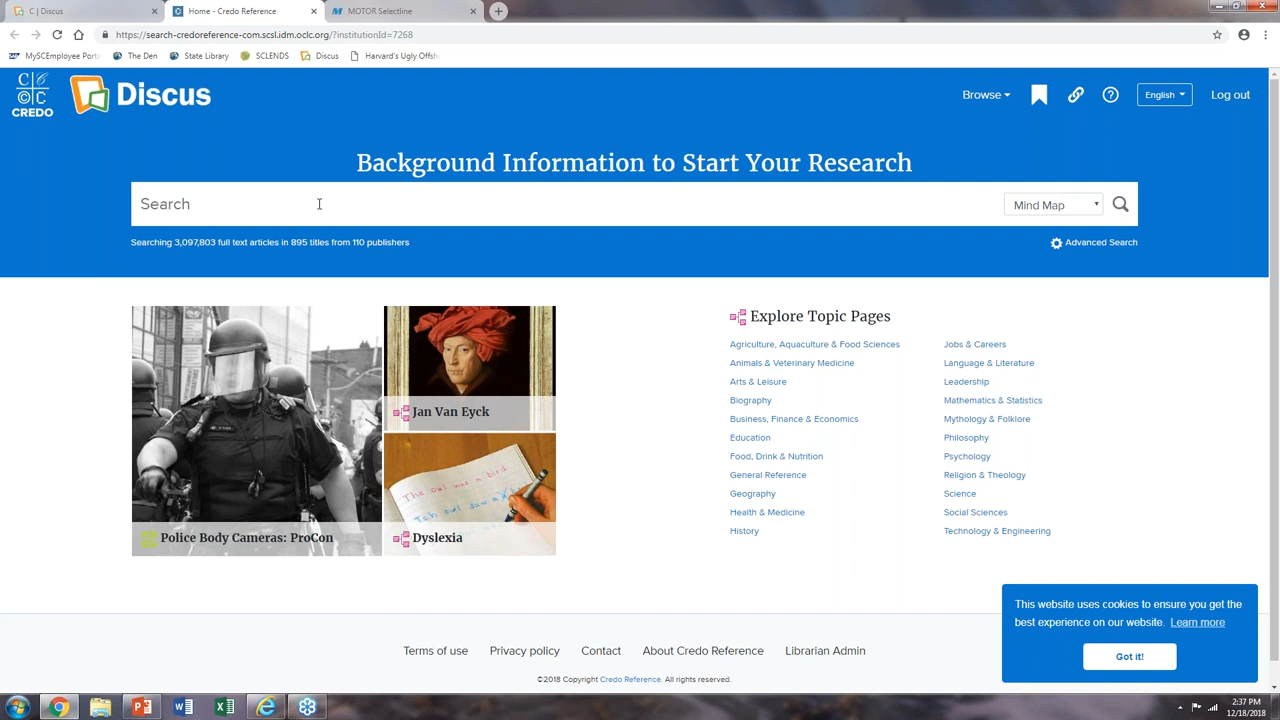 C | Discus
Home - Credo Reference
MOTOR Selectline
https://search-credoreference-com.scsl.idm.oclc.org/?institutionId=7268
MySCEmployee Porta
The Den
State Library
SCLENDS
Discus
Harvard's Ugly Offsh
CREDO
Discus
Browse
English
Log out
Background Information to Start Your Research
Search
Mind Map
Searching 3,097,803 full text articles in 895 titles from 110 publishers
Advanced Search
Jan Van Eyck
The owl is a bird
Police Body Cameras: ProCon
Dyslexia
Explore Topic Pages
Agriculture, Aquaculture & Food Sciences
Animals & Veterinary Medicine
Arts & Leisure
Biography
Business, Finance & Economics
Education
Food, Drink & Nutrition
General Reference
Geography
Health & Medicine
History
Jobs & Careers
Language & Literature
Leadership
Mathematics & Statistics
Mythology & Folklore
Philosophy
Psychology
Religion & Theology
Science
Social Sciences
Technology & Engineering
This website uses cookies to ensure you get the
best experience on our website. Learn more
Got it!
Terms of use
Privacy policy
Contact
About Credo Reference
Librarian Admin
©2018 Copyright Credo Reference. All rights reserved.
2:37 PM
12/18/2018